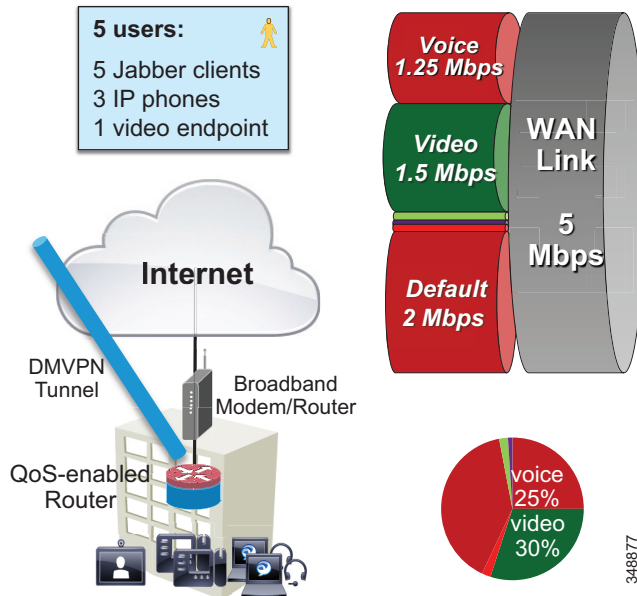 5 users:
5 Jabber clients
3 IP phones
1 video endpoint
Voice
1.25 Mbps
Video
1.5 Mbps
Default
2 Mbps
WAN
Link
5
Mbps
Internet
DMVPN
Tunnel
Broadband
Modem/Router
QoS-enabled
Router
voice
25%
video
30%
348877